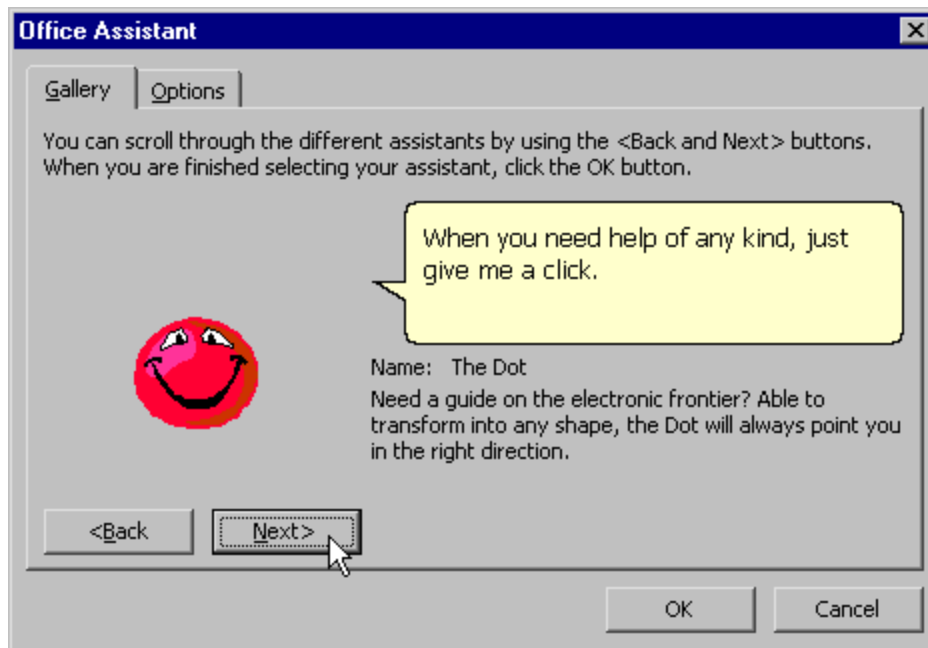 Office Assistant
Gallery
Options
You can scroll through the different assistants by using the <Back and Next> buttons.
When you are finished selecting your assistant, click the OK button.
When you need help of any kind, just
give me a click.
Name: The Dot
Need a guide on the electronic frontier? Able to
transform into any shape, the Dot will always point you
in the right direction.
<Back
Next>
OK
Cancel